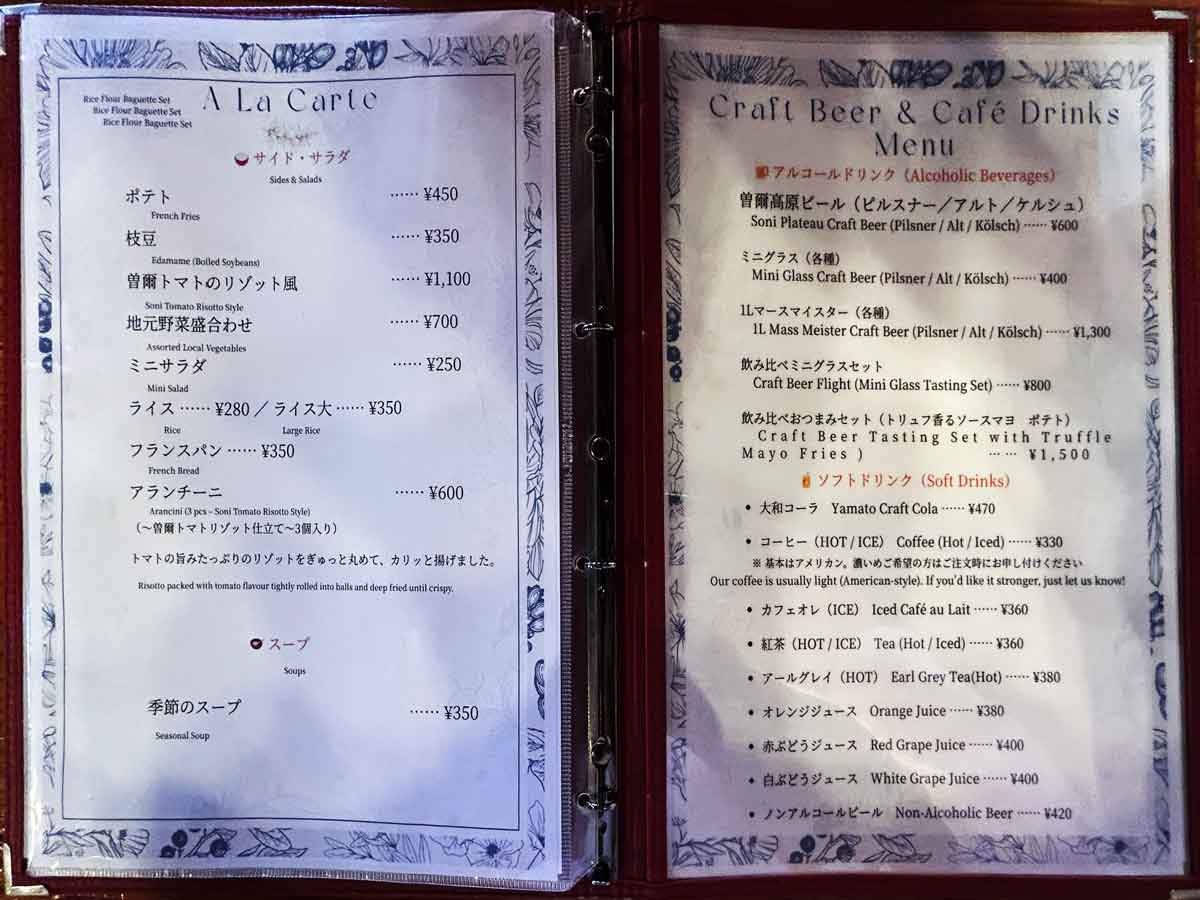 Rice Flour Baguette Set
Rice Flour Baguette Set
Rice Flour Baguette Set
A La Carte
サイド・サラダ
Sides & Salads
ポテト …… ¥450
French Fries
枝豆 …… ¥350
Edamame (Boiled Soybeans)
曽爾トマトのリゾット風 …… ¥1,100
Soni Tomato Risotto Style
地元野菜盛合わせ …… ¥700
Assorted Local Vegetables
ミニサラダ …… ¥250
Mini Salad
ライス …… ¥280 ／ ライス大 …… ¥350
Rice Large Rice
フランスパン …… ¥350
French Bread
アランチーニ …… ¥600
Arancini (3 pcs – Soni Tomato Risotto Style)
（～曽爾トマトリゾット仕立て～3個入り）
トマトの旨みたっぷりのリゾットをぎゅっと丸めて、カリッと揚げました。
Risotto packed with tomato flavour tightly rolled into balls and deep fried until crispy.
スープ
Soups
季節のスープ …… ¥350
Seasonal Soup
Craft Beer & Café Drinks
Menu
アルコールドリンク（Alcoholic Beverages）
曽爾高原ビール（ピルスナー／アルト／ケルシュ）
Soni Plateau Craft Beer (Pilsner / Alt / Kölsch) …… ¥600
ミニグラス（各種）
Mini Glass Craft Beer (Pilsner / Alt / Kölsch) …… ¥400
1Lマースマイスター（各種）
1L Mass Meister Craft Beer (Pilsner / Alt / Kölsch) …… ¥1,300
飲み比べミニグラスセット
Craft Beer Flight (Mini Glass Tasting Set) …… ¥800
飲み比べおつまみセット（トリュフ香るソースマヨ　ポテト）
Craft Beer Tasting Set with Truffle
Mayo Fries ) …… ¥1,500
ソフトドリンク（Soft Drinks）
• 大和コーラ　Yamato Craft Cola …… ¥470
• コーヒー（HOT / ICE）　Coffee (Hot / Iced) …… ¥330
※ 基本はアメリカン。濃いめご希望の方はご注文時にお申し付けください
Our coffee is usually light (American-style). If you'd like it stronger, just let us know!
• カフェオレ（ICE）　Iced Café au Lait …… ¥360
• 紅茶（HOT / ICE）　Tea (Hot / Iced) …… ¥360
• アールグレイ（HOT）　Earl Grey Tea(Hot) …… ¥380
• オレンジジュース　Orange Juice …… ¥380
• 赤ぶどうジュース　Red Grape Juice …… ¥400
• 白ぶどうジュース　White Grape Juice …… ¥400
• ノンアルコールビール　Non-Alcoholic Beer …… ¥420